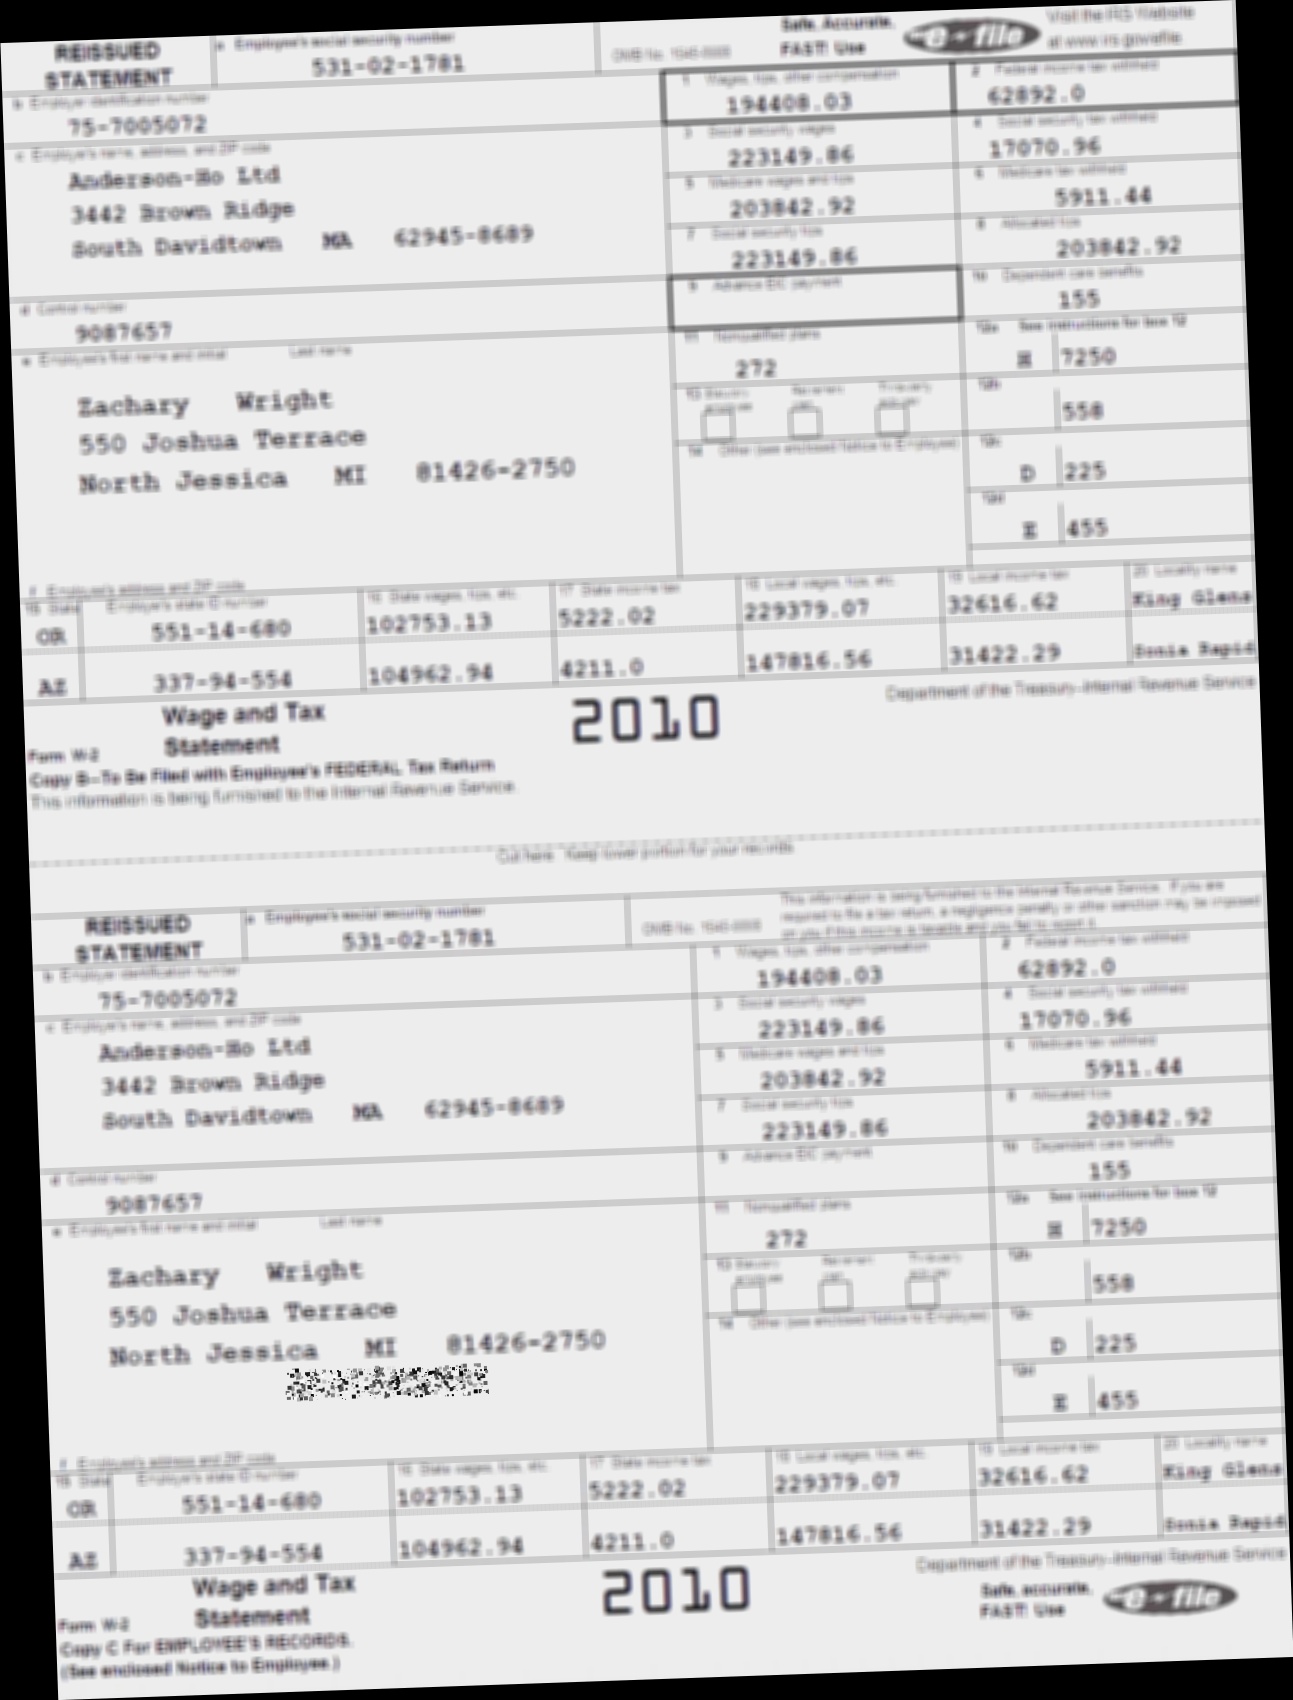 REISSUED STATEMENT
a Employee's social security number
531-02-1781
OMB No. 1545-0008
Safe, Accurate, FAST! Use
e-file
Visit the IRS Website at www.irs.gov/efile
b Employer identification number
75-7005072
1 Wages, tips, other compensation
194408.03
2 Federal income tax withheld
62892.0
c Employer's name, address, and ZIP code
Anderson-Ho Ltd
3442 Brown Ridge
South Davidtown MA 62945-8689
3 Social security wages
223149.86
4 Social security tax withheld
17070.96
5 Medicare wages and tips
203842.92
6 Medicare tax withheld
5911.44
7 Social security tips
223149.86
8 Allocated tips
203842.92
d Control number
9087657
9 Advance EIC payment
10 Dependent care benefits
155
e Employee's first name and initial Last name
Zachary Wright
550 Joshua Terrace
North Jessica MI 81426-2750
11 Nonqualified plans
272
12a See instructions for box 12
H 7250
12b
558
12c
D 225
12d
E 455
13
14 Other (see enclosed Notice to Employee)
f Employee's address and ZIP code
15 State Employer's state ID number
16 State wages, tips, etc.
17 State income tax
18 Local wages, tips, etc.
19 Local income tax
20 Locality name
OR 551-14-680 102753.13 5222.02 229379.07 32616.62 King Glens
AZ 337-94-554 104962.94 4211.0 147816.56 31422.29 Sonia Rapid
Form W-2 Wage and Tax Statement
2010
Department of the Treasury-Internal Revenue Service
Copy B--To Be Filed with Employee's FEDERAL Tax Return
This information is being furnished to the Internal Revenue Service.
Cut here Keep lower portion for your records
REISSUED STATEMENT
a Employee's social security number
531-02-1781
OMB No. 1545-0008
This information is being furnished to the Internal Revenue Service. If you are
required to file a tax return, a negligence penalty or other sanction may be imposed
on you if this income is taxable and you fail to report it.
b Employer identification number
75-7005072
1 Wages, tips, other compensation
194408.03
2 Federal income tax withheld
62892.0
c Employer's name, address, and ZIP code
Anderson-Ho Ltd
3442 Brown Ridge
South Davidtown MA 62945-8689
3 Social security wages
223149.86
4 Social security tax withheld
17070.96
5 Medicare wages and tips
203842.92
6 Medicare tax withheld
5911.44
7 Social security tips
223149.86
8 Allocated tips
203842.92
d Control number
9087657
9 Advance EIC payment
10 Dependent care benefits
155
e Employee's first name and initial Last name
Zachary Wright
550 Joshua Terrace
North Jessica MI 81426-2750
11 Nonqualified plans
272
12a See instructions for box 12
H 7250
12b
558
12c
D 225
12d
E 455
13
14 Other (see enclosed Notice to Employee)
f Employee's address and ZIP code
15 State Employer's state ID number
16 State wages, tips, etc.
17 State income tax
18 Local wages, tips, etc.
19 Local income tax
20 Locality name
OR 551-14-680 102753.13 5222.02 229379.07 32616.62 King Glens
AZ 337-94-554 104962.94 4211.0 147816.56 31422.29 Sonia Rapid
Form W-2 Wage and Tax Statement
2010
Department of the Treasury-Internal Revenue Service
Safe, accurate, FAST! Use
e-file
Copy C For EMPLOYEE'S RECORDS.
(See enclosed Notice to Employee.)